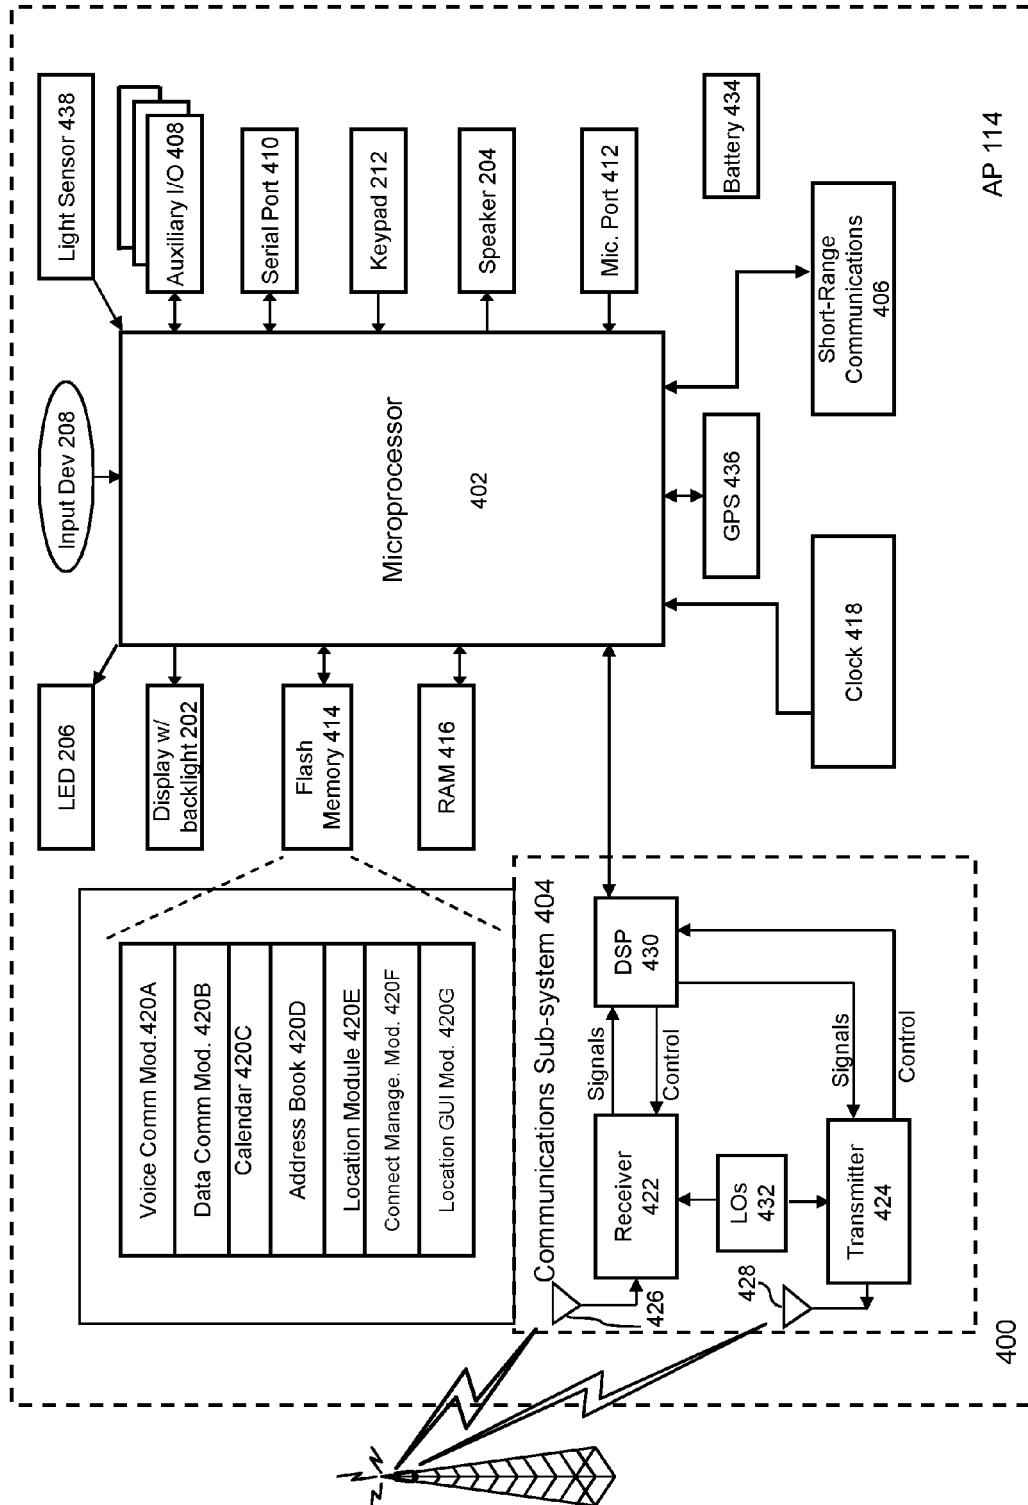 LED 206
Input Dev 208
Light Sensor 438
Display w/
backlight 202
Auxiliary I/O 408
Flash
Memory 414
Serial Port 410
RAM 416
Keypad 212
Microprocessor
402
Speaker 204
Mic. Port 412
Voice Comm Mod.420A
Data Comm Mod. 420B
Calendar 420C
Address Book 420D
Location Module 420E
Connect Manage. Mod. 420F
Location GUI Mod. 420G
Communications Sub-system 404
GPS 436
Battery 434
Receiver
422
Signals
Control
DSP
430
426
LOs
432
428
Transmitter
424
Signals
Control
Clock 418
Short-Range
Communications
406
400
AP 114